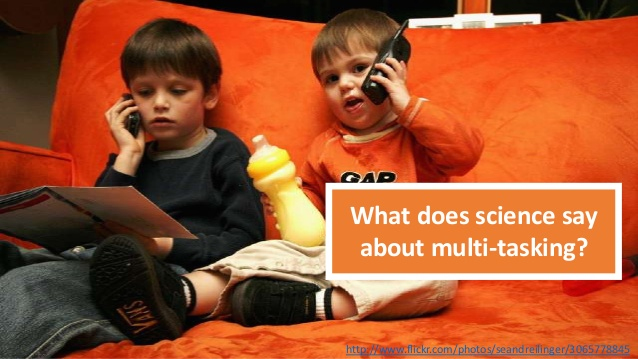 GAP
What does science say
about multi-tasking?
VANS
http://www.flickr.com/photos/seandreilinger/3065778845